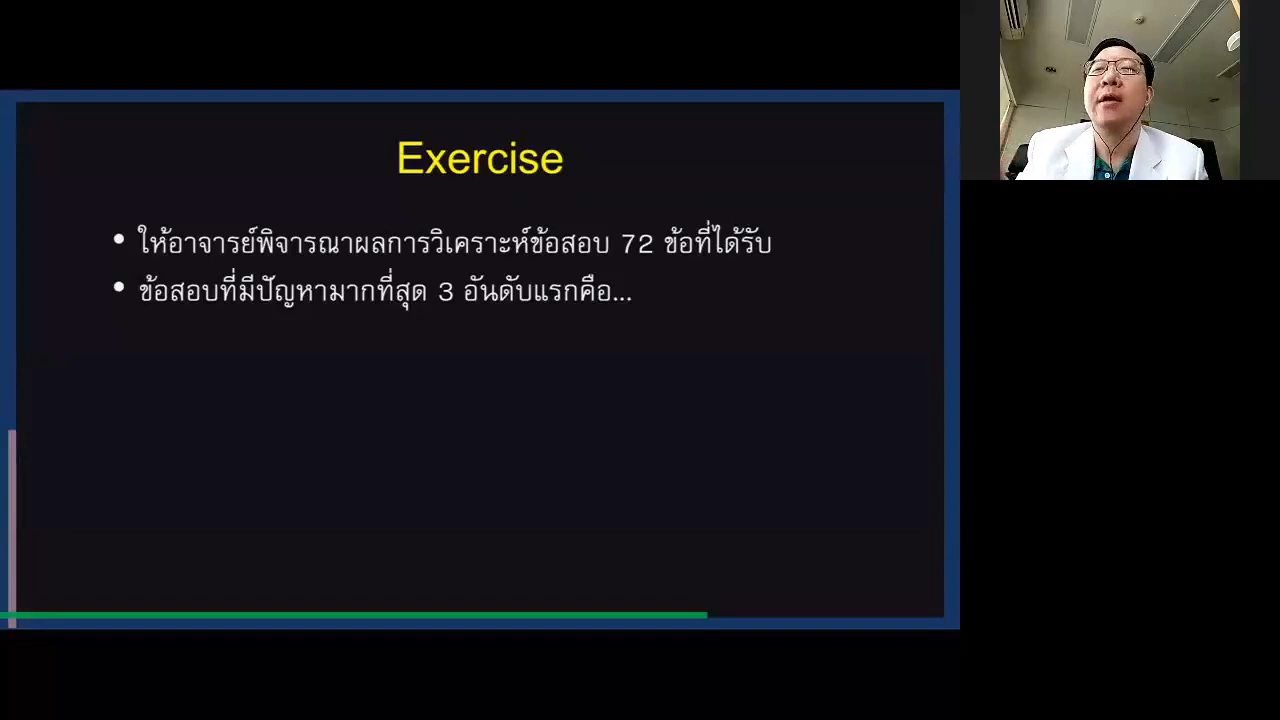 Exercise
• ให้อาจารย์พิจารณาผลการวิเคราะห์ข้อสอบ 72 ข้อที่ได้รับ
• ข้อสอบที่มีปัญหามากที่สุด 3 อันดับแรกคือ...